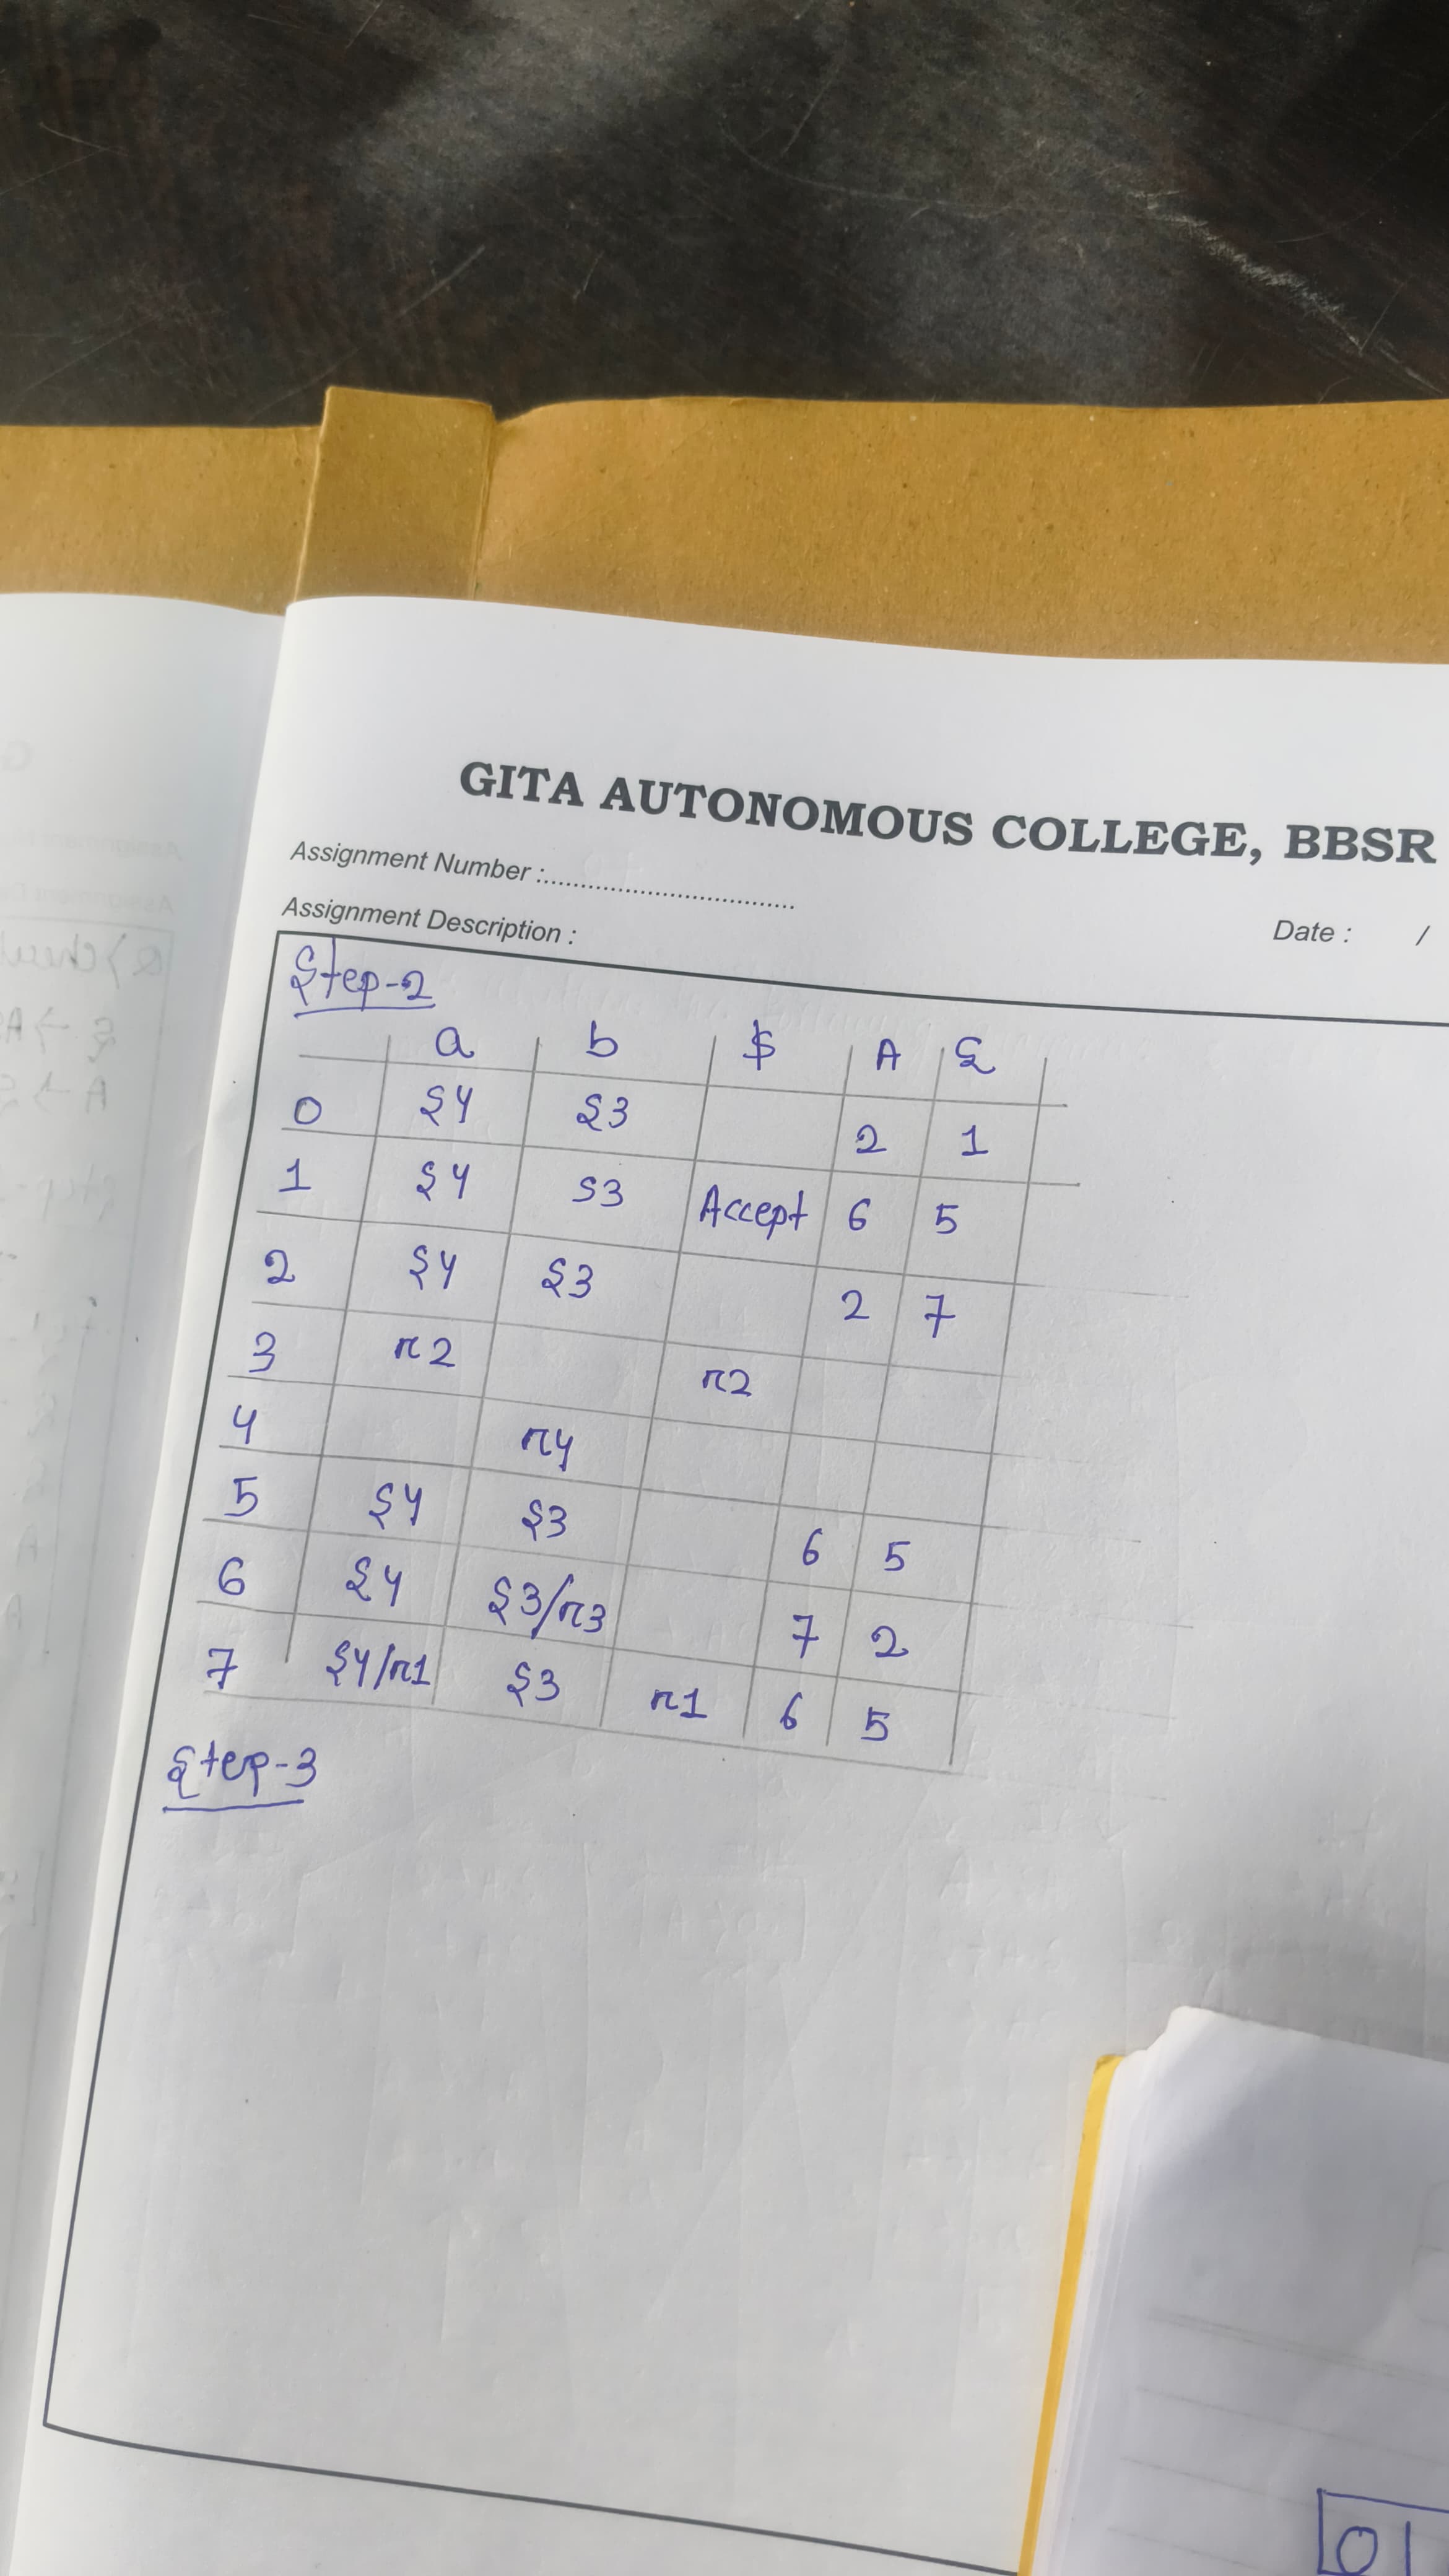 GITA AUTONOMOUS COLLEGE, BBSR
Assignment Number :
Date : /
Assignment Description :
Step-2
a b $ A S
0 S4 S3 2 1
1 S4 S3 Accept 6 5
2 S4 S3 2 7
3 r2 r2
4 r4
5 S4 S3 6 5
6 S4 S3/r3 7 2
7 S4/r1 S3 r1 6 5
Step-3
0